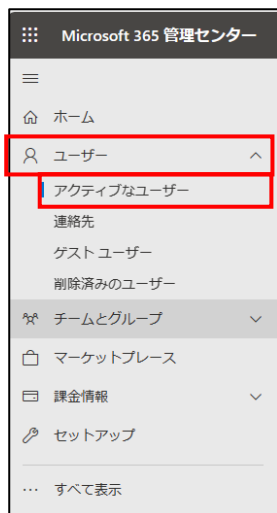 Microsoft 365 管理センター
ホーム
ユーザー
アクティブなユーザー
連絡先
ゲスト ユーザー
削除済みのユーザー
チームとグループ
マーケットプレース
課金情報
セットアップ
… すべて表示